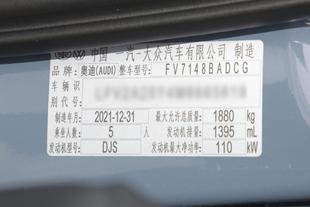 中国 一汽-大众汽车有限公司 制造
品牌: 奥迪(AUDI) 整车型号: FV7148BADCG
车辆识
别代号:
制造年月: 2021-12-31 最大允许总质量: 1880 kg
乘坐人数: 5 人 发动机排量: 1395 mL
发动机型号: DJS 发动机最大净功率: 110 kW